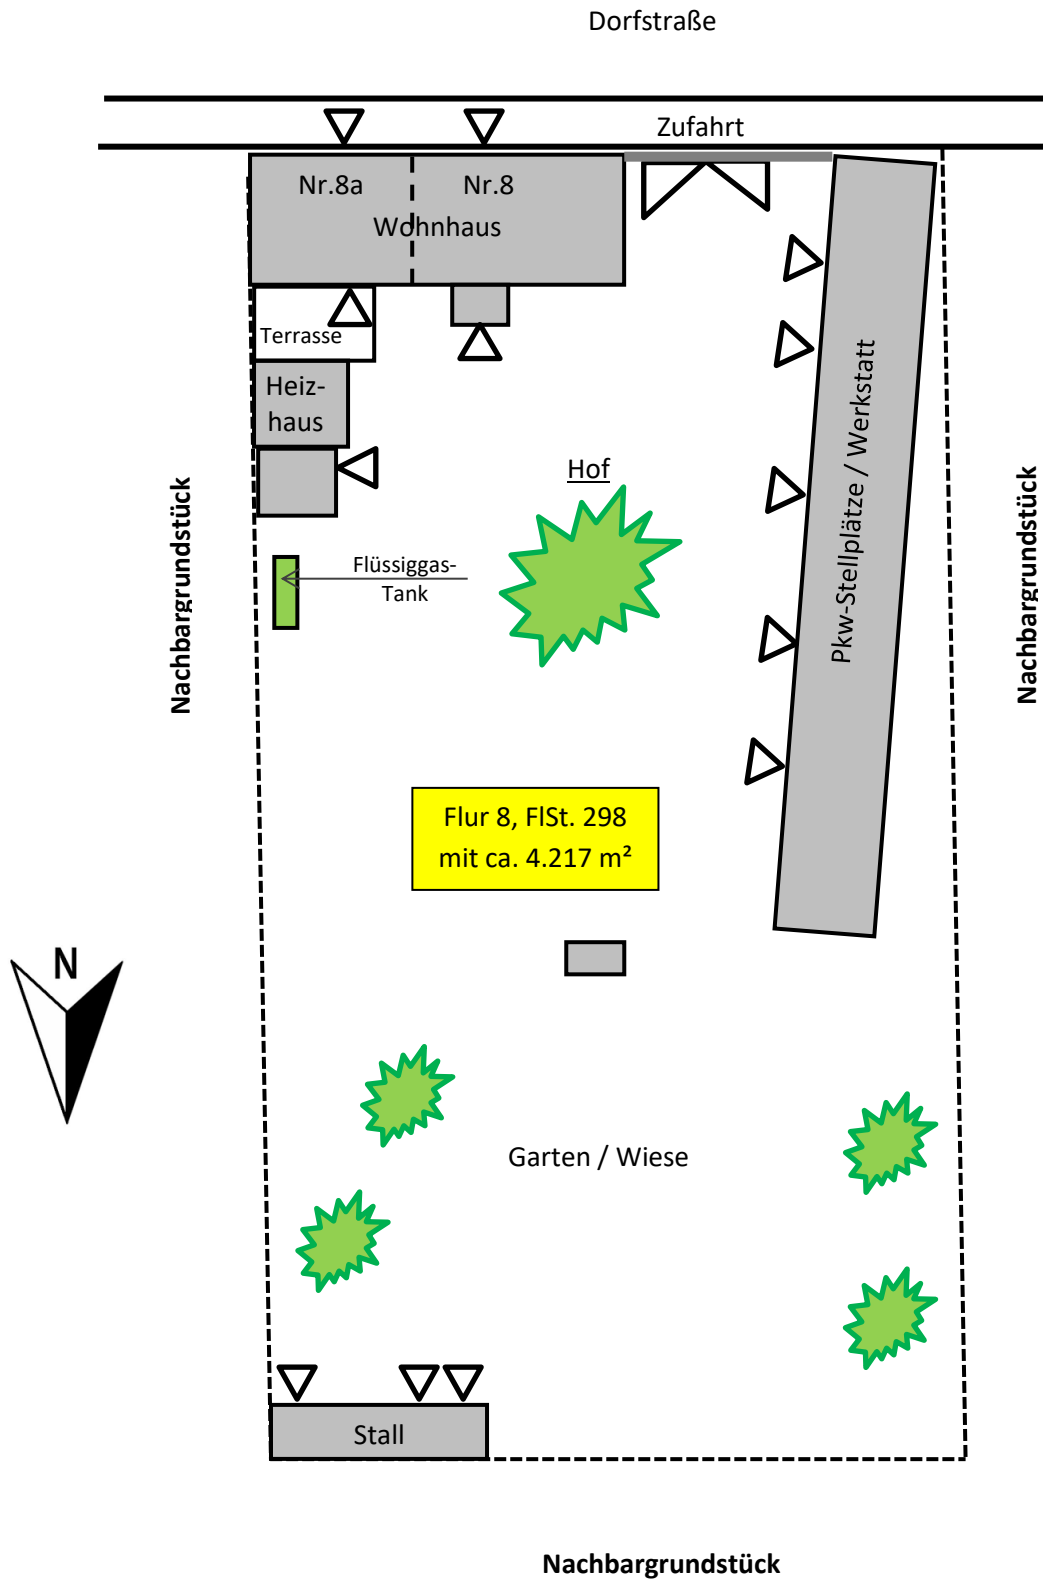 Dorfstraße
Zufahrt
Nr.8a
Nr.8
Wohnhaus
Terrasse
Heiz-
haus
Hof
Flüssiggas-
Tank
Pkw-Stellplätze / Werkstatt
Nachbargrundstück
Nachbargrundstück
Flur 8, FlSt. 298
mit ca. 4.217 m²
N
Garten / Wiese
Stall
Nachbargrundstück